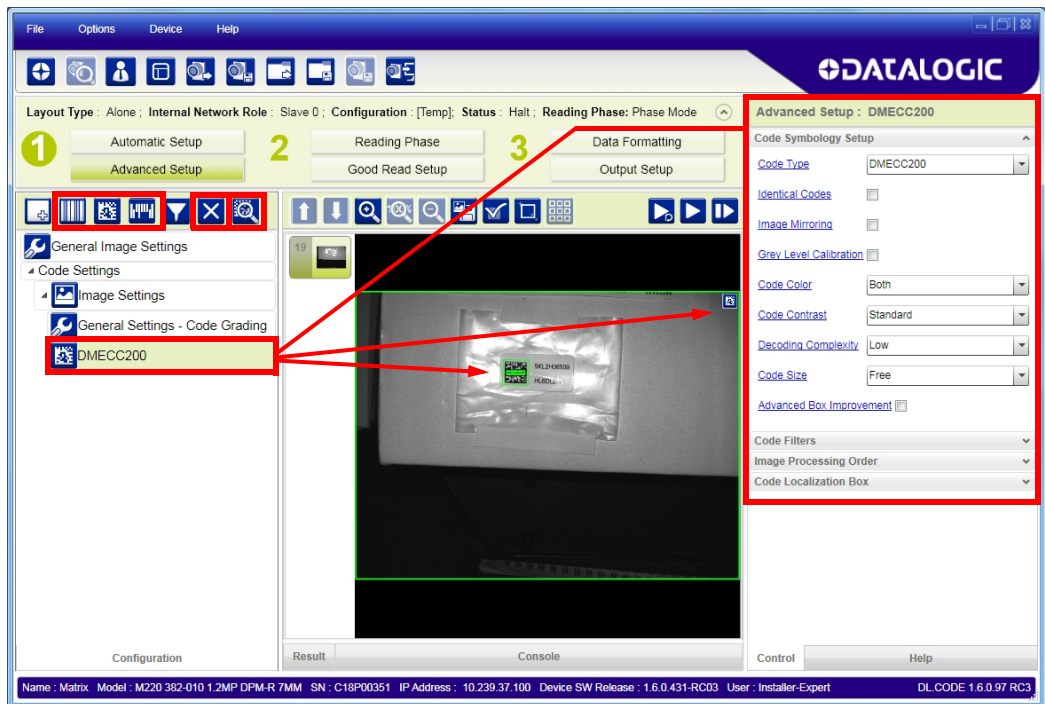 File Options Device Help
DATALOGIC
Layout Type : Alone ; Internal Network Role : Slave 0 ; Configuration : [Temp]; Status : Halt ; Reading Phase: Phase Mode
1 Automatic Setup
Advanced Setup
2 Reading Phase
Good Read Setup
3 Data Formatting
Output Setup
General Image Settings
Code Settings
Image Settings
General Settings - Code Grading
DMECC200
Configuration
100%
19
SKL2H00509
Result Console
Advanced Setup : DMECC200
Code Symbology Setup
Code Type DMECC200
Identical Codes
Image Mirroring
Grey Level Calibration
Code Color Both
Code Contrast Standard
Decoding Complexity Low
Code Size Free
Advanced Box Improvement
Code Filters
Image Processing Order
Code Localization Box
Control Help
Name : Matrix Model : M220 382-010 1.2MP DPM-R 7MM SN : C18P00351 IP Address : 10.239.37.100 Device SW Release : 1.6.0.431-RC03 User : Installer-Expert DL.CODE 1.6.0.97 RC3